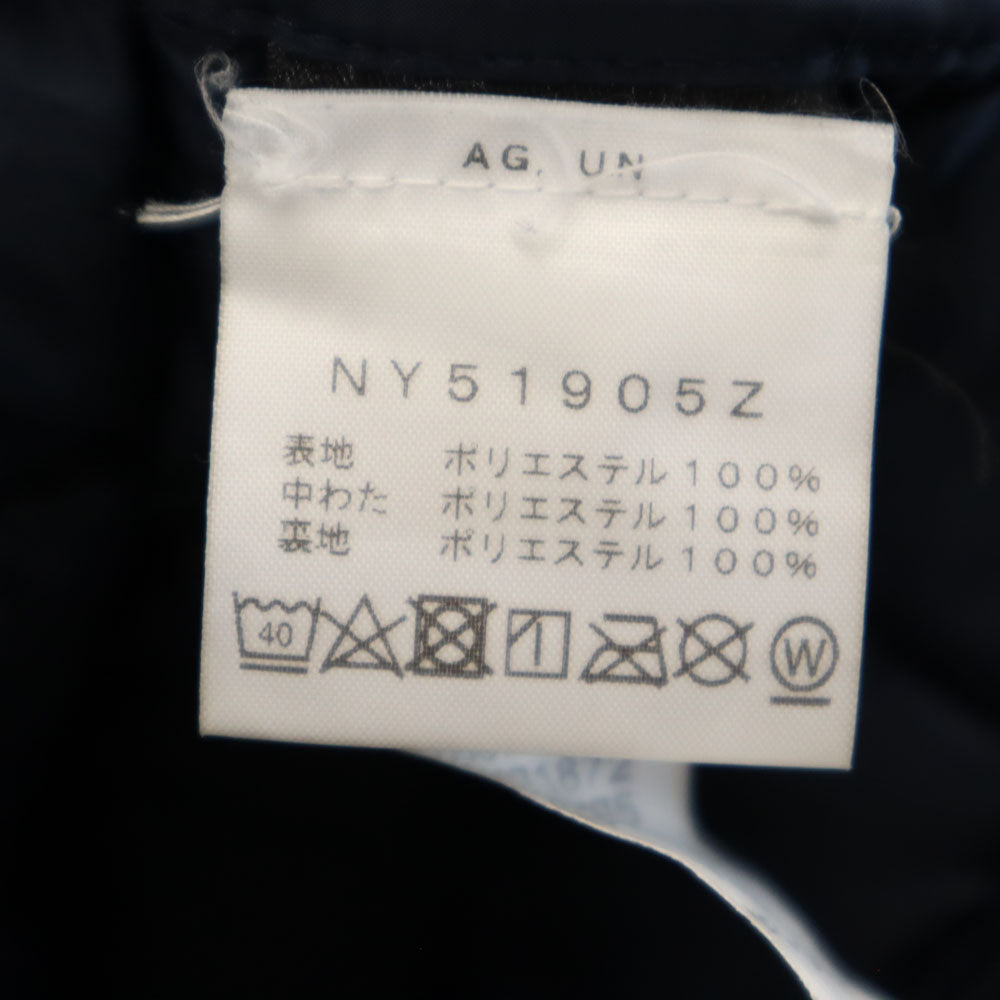 AG, UN
NY51905Z
表地 ポリエステル100%
中わた ポリエステル100%
裏地 ポリエステル100%
40
W